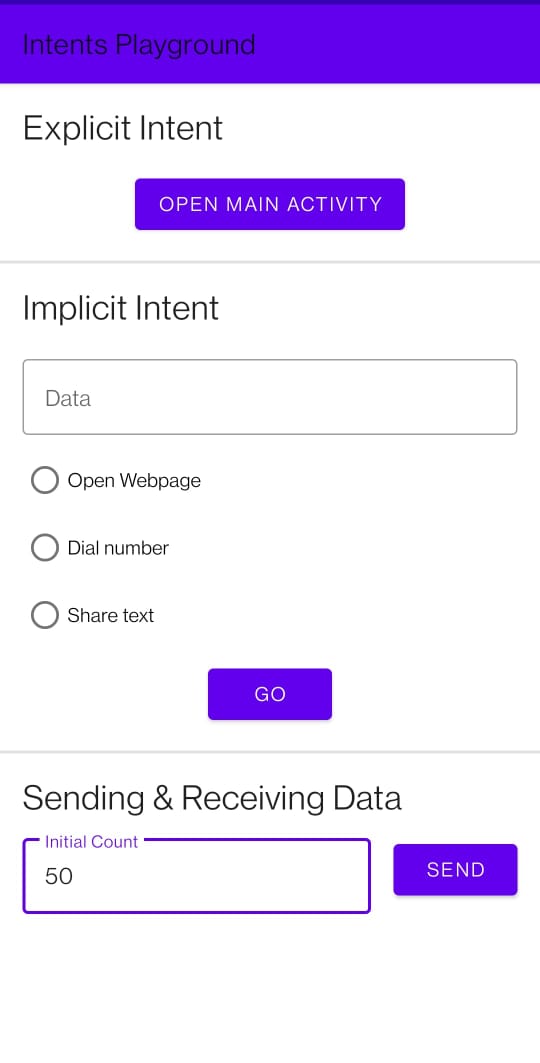 Intents Playground
Explicit Intent
OPEN MAIN ACTIVITY
Implicit Intent
Data
Open Webpage
Dial number
Share text
GO
Sending & Receiving Data
Initial Count
50
SEND